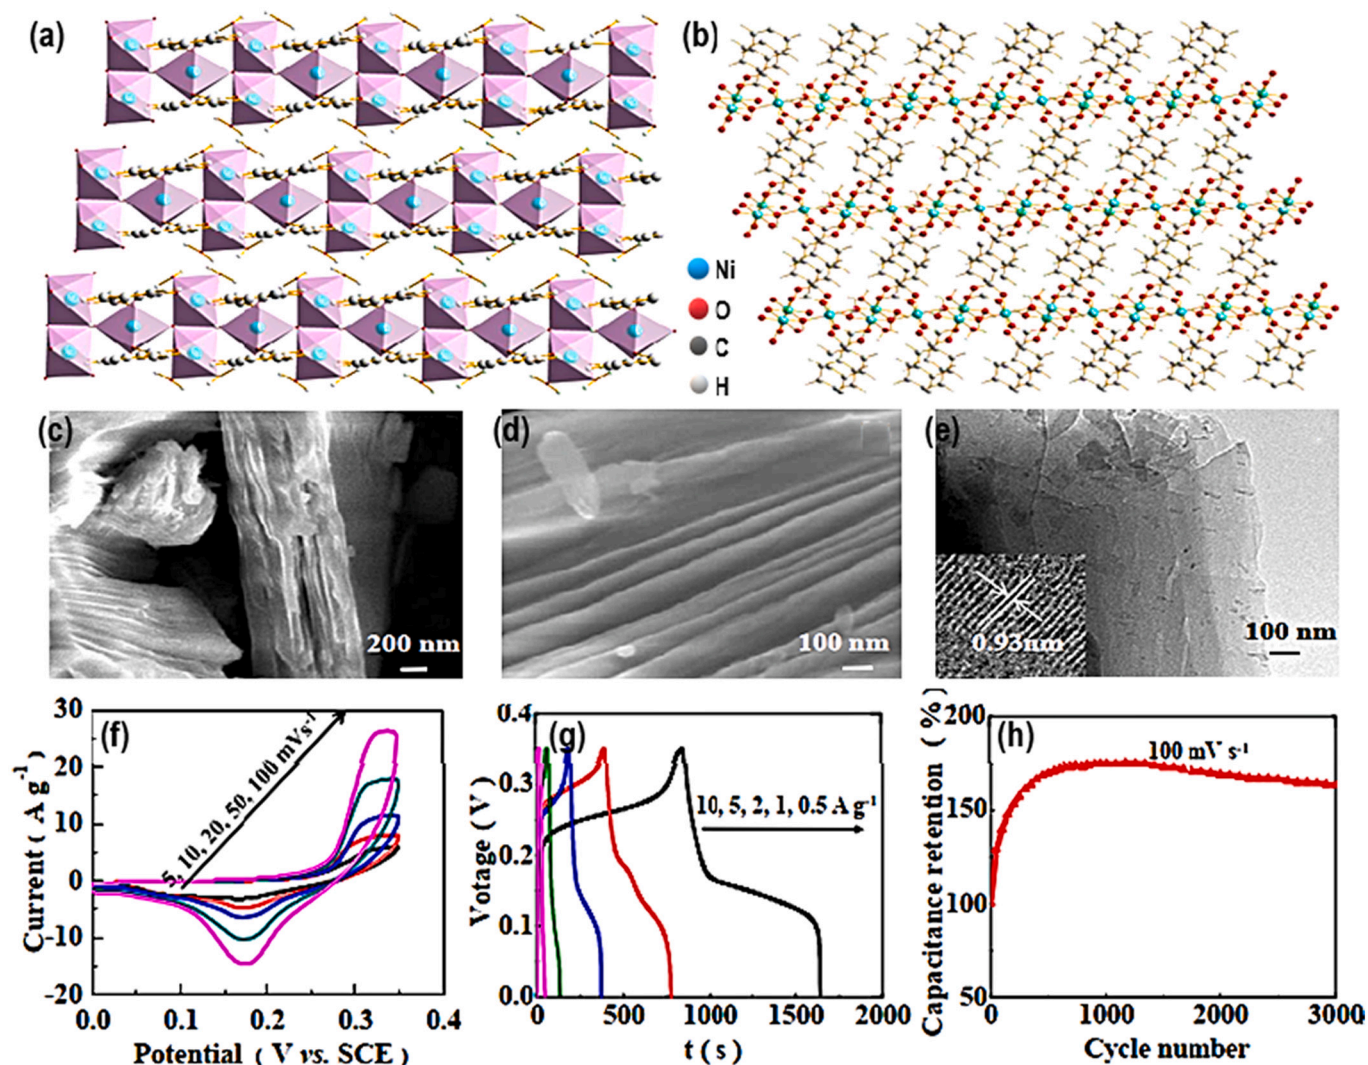 (a)
(b)
Ni
O
C
H
(c)
200 nm
(d)
100 nm
(e)
0.93nm
100 nm
(f)
Current ( A g⁻¹)
30
20
10
0
-10
-20
5, 10, 20, 50, 100 mVs⁻¹
0.0 0.1 0.2 0.3 0.4
Potential ( V vs. SCE )
(g)
Votage ( V )
0.4
0.3
0.2
0.1
0.0
10, 5, 2, 1, 0.5 A g⁻¹
0 500 1000 1500 2000
t ( s )
(h)
Capacitance retention ( % )
200
150
100
50
100 mV s⁻¹
0 1000 2000 3000
Cycle number